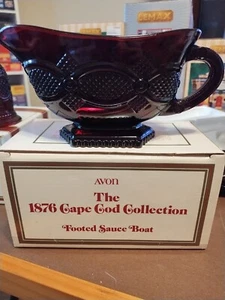 AVON
The
1876 Cape Cod Collection
Footed Sauce Boat